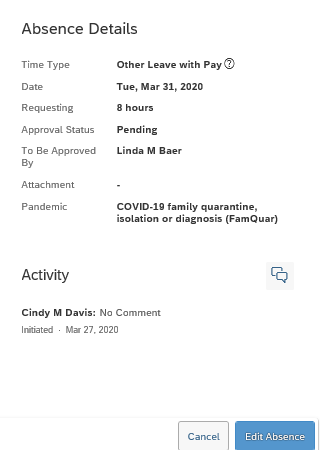 Absence Details
Time Type Other Leave with Pay
Date Tue, Mar 31, 2020
Requesting 8 hours
Approval Status Pending
To Be Approved By Linda M Baer
Attachment -
Pandemic COVID-19 family quarantine,
isolation or diagnosis (FamQuar)
Activity
Cindy M Davis: No Comment
Initiated · Mar 27, 2020
Cancel Edit Absence